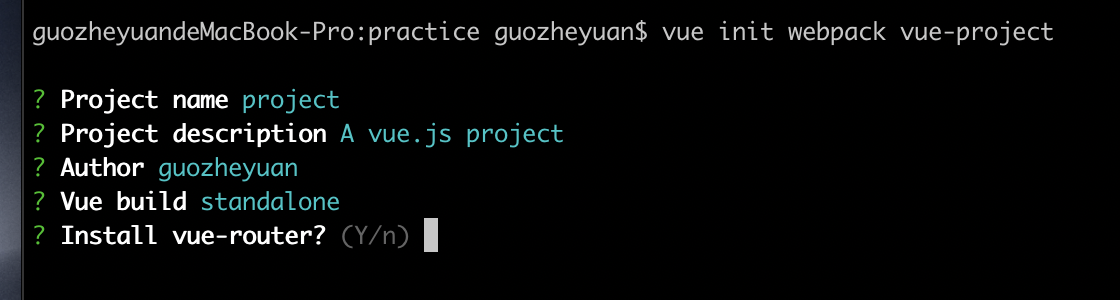 guozheyuandeMacBook-Pro:practice guozheyuan$ vue init webpack vue-project
? Project name project
? Project description A vue.js project
? Author guozheyuan
? Vue build standalone
? Install vue-router? (Y/n)